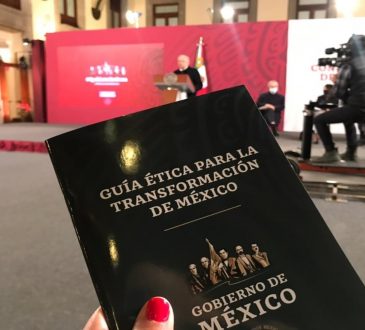 GUÍA ÉTICA PARA LA
TRANSFORMACIÓN
DE MÉXICO
GOBIERNO DE
MÉXICO